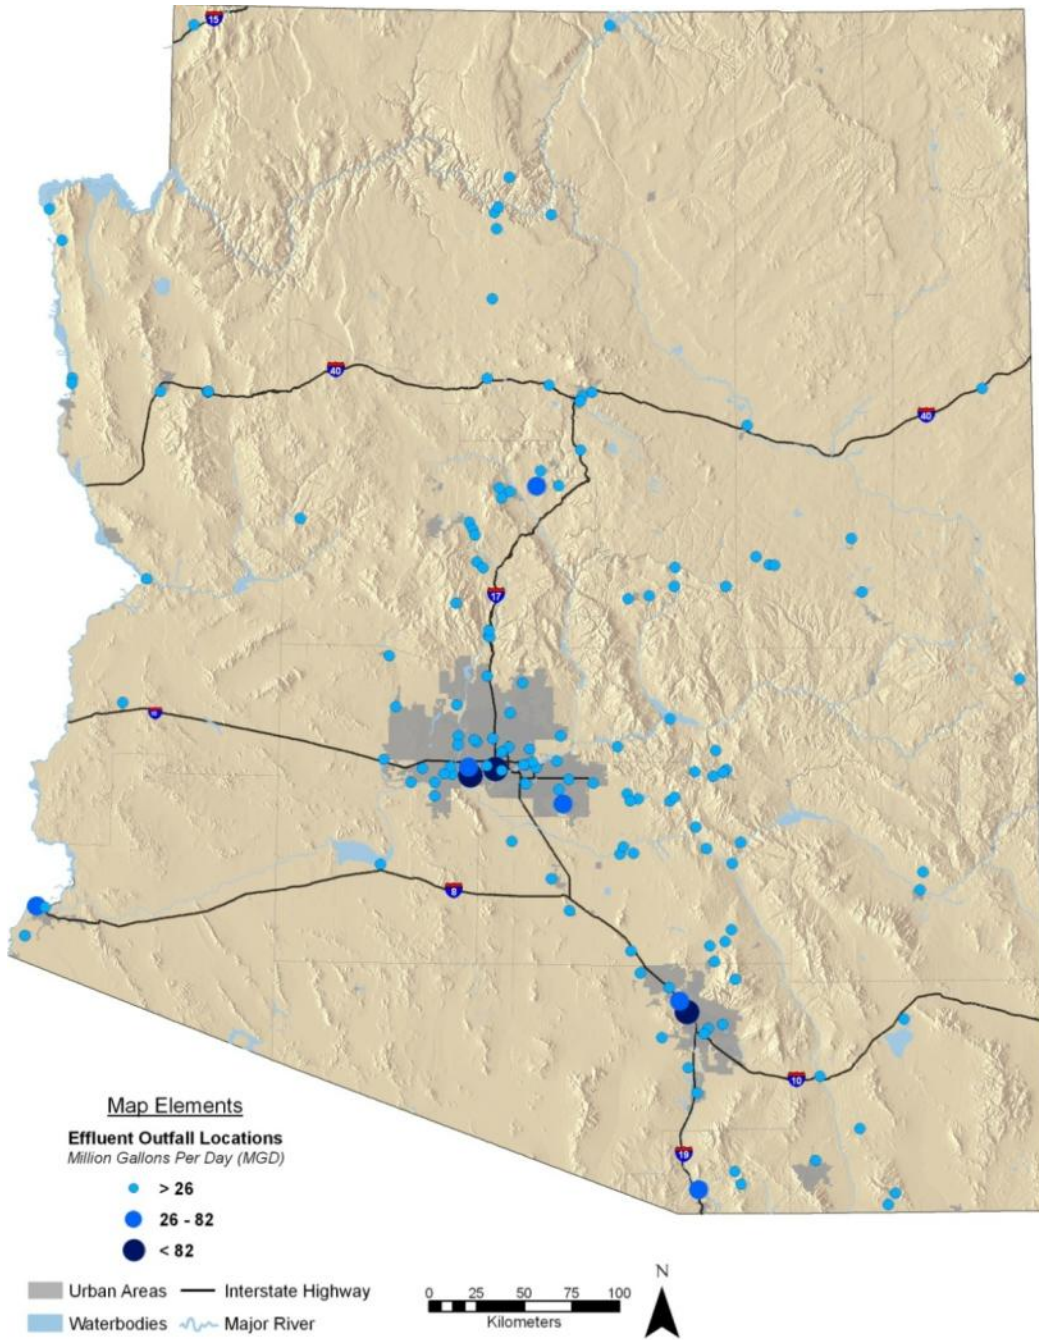 15
40
40
17
10
8
10
19
Map Elements
Effluent Outfall Locations
Million Gallons Per Day (MGD)
> 26
26 - 82
< 82
Urban Areas
Interstate Highway
Waterbodies
Major River
0 25 50 75 100
Kilometers
N